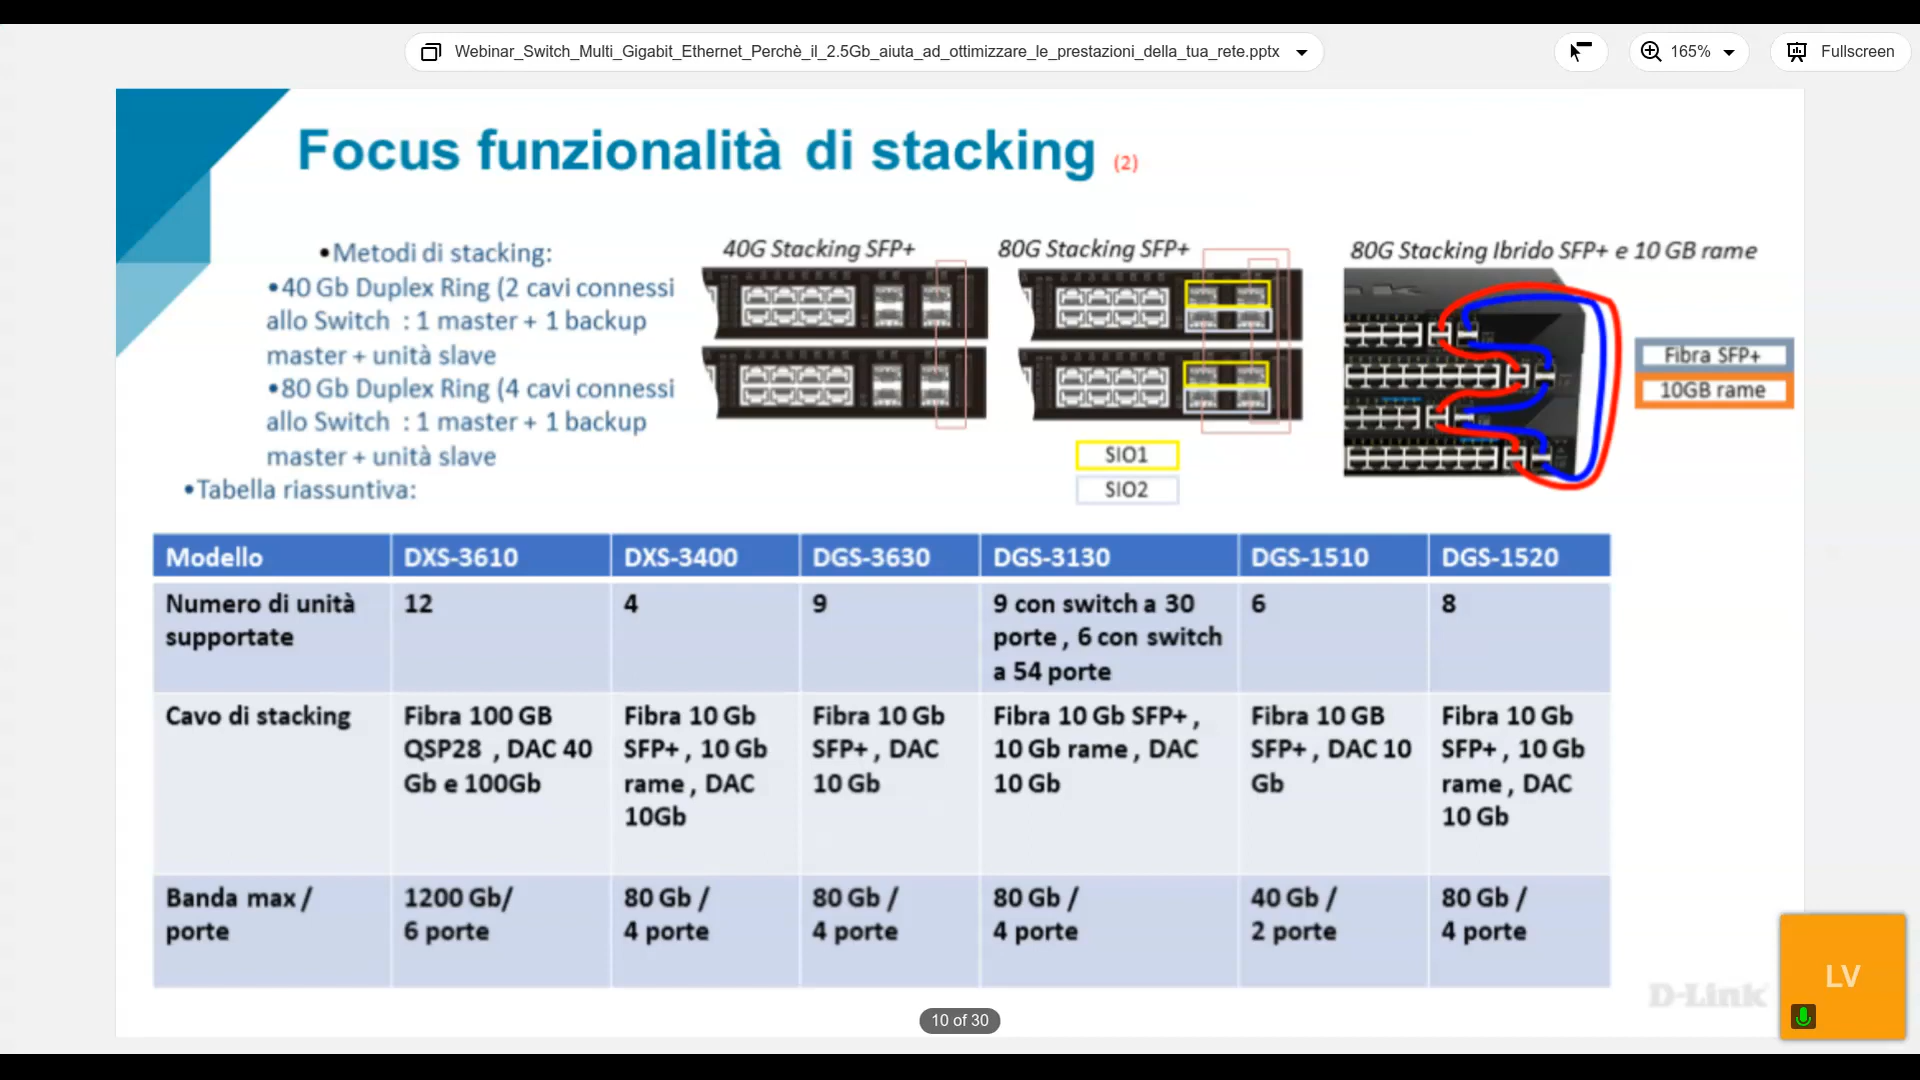 Webinar_Switch_Multi_Gigabit_Ethernet_Perchè_il_2.5Gb_aiuta_ad_ottimizzare_le_prestazioni_della_tua_rete.pptx
165%
Fullscreen
Focus funzionalità di stacking (2)
•Metodi di stacking:
•40 Gb Duplex Ring (2 cavi connessi
allo Switch : 1 master + 1 backup
master + unità slave
•80 Gb Duplex Ring (4 cavi connessi
allo Switch : 1 master + 1 backup
master + unità slave
•Tabella riassuntiva:
40G Stacking SFP+
80G Stacking SFP+
SIO1
SIO2
80G Stacking Ibrido SFP+ e 10 GB rame
Fibra SFP+
10GB rame
Modello DXS-3610 DXS-3400 DGS-3630 DGS-3130 DGS-1510 DGS-1520
Numero di unità
supportate
12
4
9
9 con switch a 30
porte , 6 con switch
a 54 porte
6
8
Cavo di stacking
Fibra 100 GB
QSP28 , DAC 40
Gb e 100Gb
Fibra 10 Gb
SFP+ , 10 Gb
rame , DAC
10Gb
Fibra 10 Gb
SFP+ , DAC
10 Gb
Fibra 10 Gb SFP+ ,
10 Gb rame , DAC
10 Gb
Fibra 10 GB
SFP+ , DAC 10
Gb
Fibra 10 Gb
SFP+ , 10 Gb
rame , DAC
10 Gb
Banda max /
porte
1200 Gb/
6 porte
80 Gb /
4 porte
80 Gb /
4 porte
80 Gb /
4 porte
40 Gb /
2 porte
80 Gb /
4 porte
D-Link
LV
10 of 30